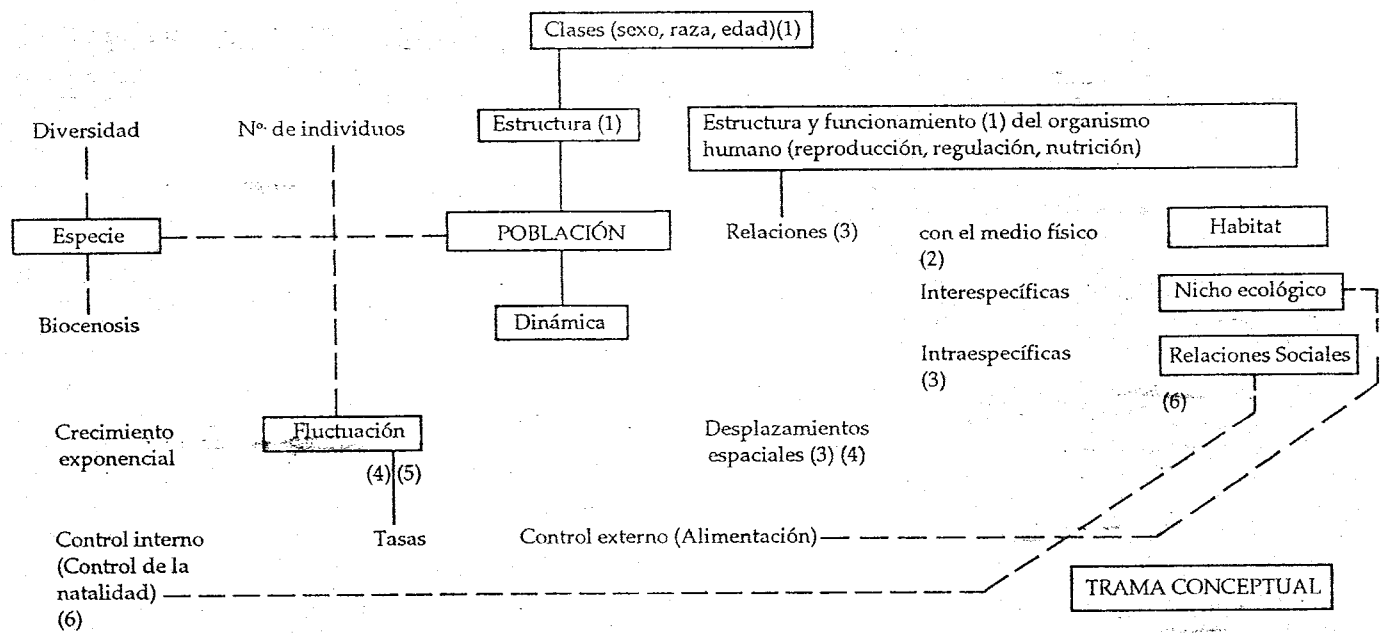 Clases (sexo, raza, edad)(1)
Diversidad
Nº. de individuos
Estructura (1)
Estructura y funcionamiento (1) del organismo
humano (reproducción, regulación, nutrición)
Especie
POBLACIÓN
Relaciones (3)
con el medio físico
(2)
Habitat
Interespecíficas
Nicho ecológico
Biocenosis
Dinámica
Intraespecíficas
(3)
Relaciones Sociales
(6)
Crecimiento
exponencial
Fluctuación
(4) (5)
Desplazamientos
espaciales (3) (4)
Control interno
(Control de la
natalidad)
(6)
Tasas
Control externo (Alimentación)
TRAMA CONCEPTUAL